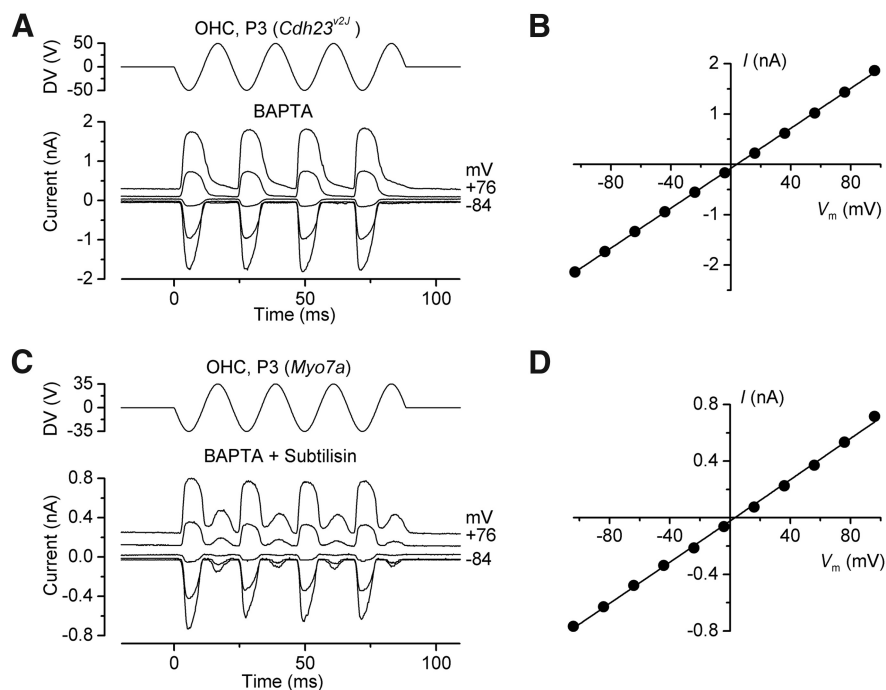 A
OHC, P3 (Cdh23v2J )
50
0
-50
DV (V)
BAPTA
2
1
0
-1
-2
Current (nA)
mV
+76
-84
0
50
100
Time (ms)
B
I (nA)
2
1
-1
-2
-80
-40
40
80
Vm (mV)
C
OHC, P3 (Myo7a)
35
0
-35
DV (V)
BAPTA + Subtilisin
0.8
0.4
0.0
-0.4
-0.8
Current (nA)
mV
+76
-84
0
50
100
Time (ms)
D
I (nA)
0.8
0.4
-0.4
-0.8
-80
-40
40
80
Vm (mV)